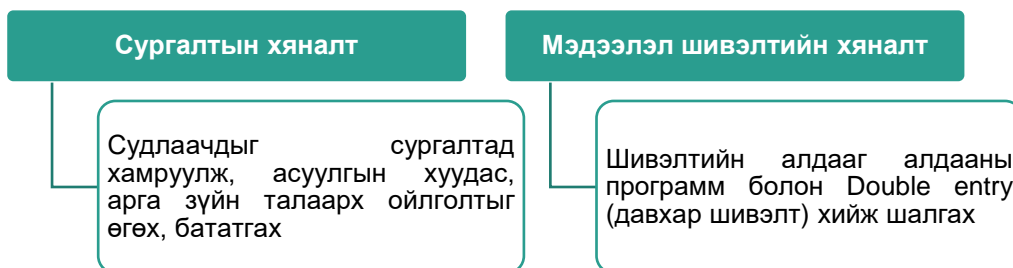 Сургалтын хяналт
Судлаачдыг сургалтад
хамруулж, асуулгын хуудас,
арга зүйн талаарх ойлголтыг
өгөх, бататгах
Мэдээлэл шивэлтийн хяналт
Шивэлтийн алдааг алдааны
программ болон Double entry
(давхар шивэлт) хийж шалгах